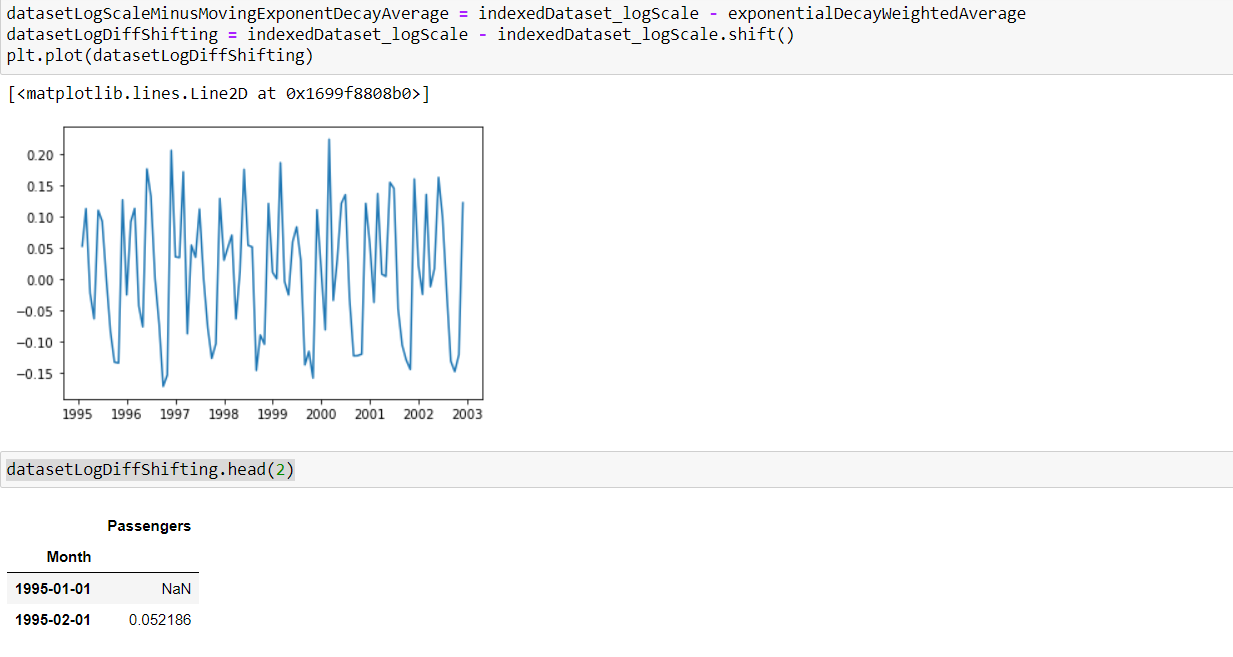 datasetLogScaleMinusMovingExponentDecayAverage = indexedDataset_logScale - exponentialDecayWeightedAverage
datasetLogDiffShifting = indexedDataset_logScale - indexedDataset_logScale.shift()
plt.plot(datasetLogDiffShifting)
[<matplotlib.lines.Line2D at 0x1699f8808b0>]
0.20
0.15
0.10
0.05
0.00
−0.05
−0.10
−0.15
1995 1996 1997 1998 1999 2000 2001 2002 2003
datasetLogDiffShifting.head(2)
Passengers
Month
1995-01-01 NaN
1995-02-01 0.052186